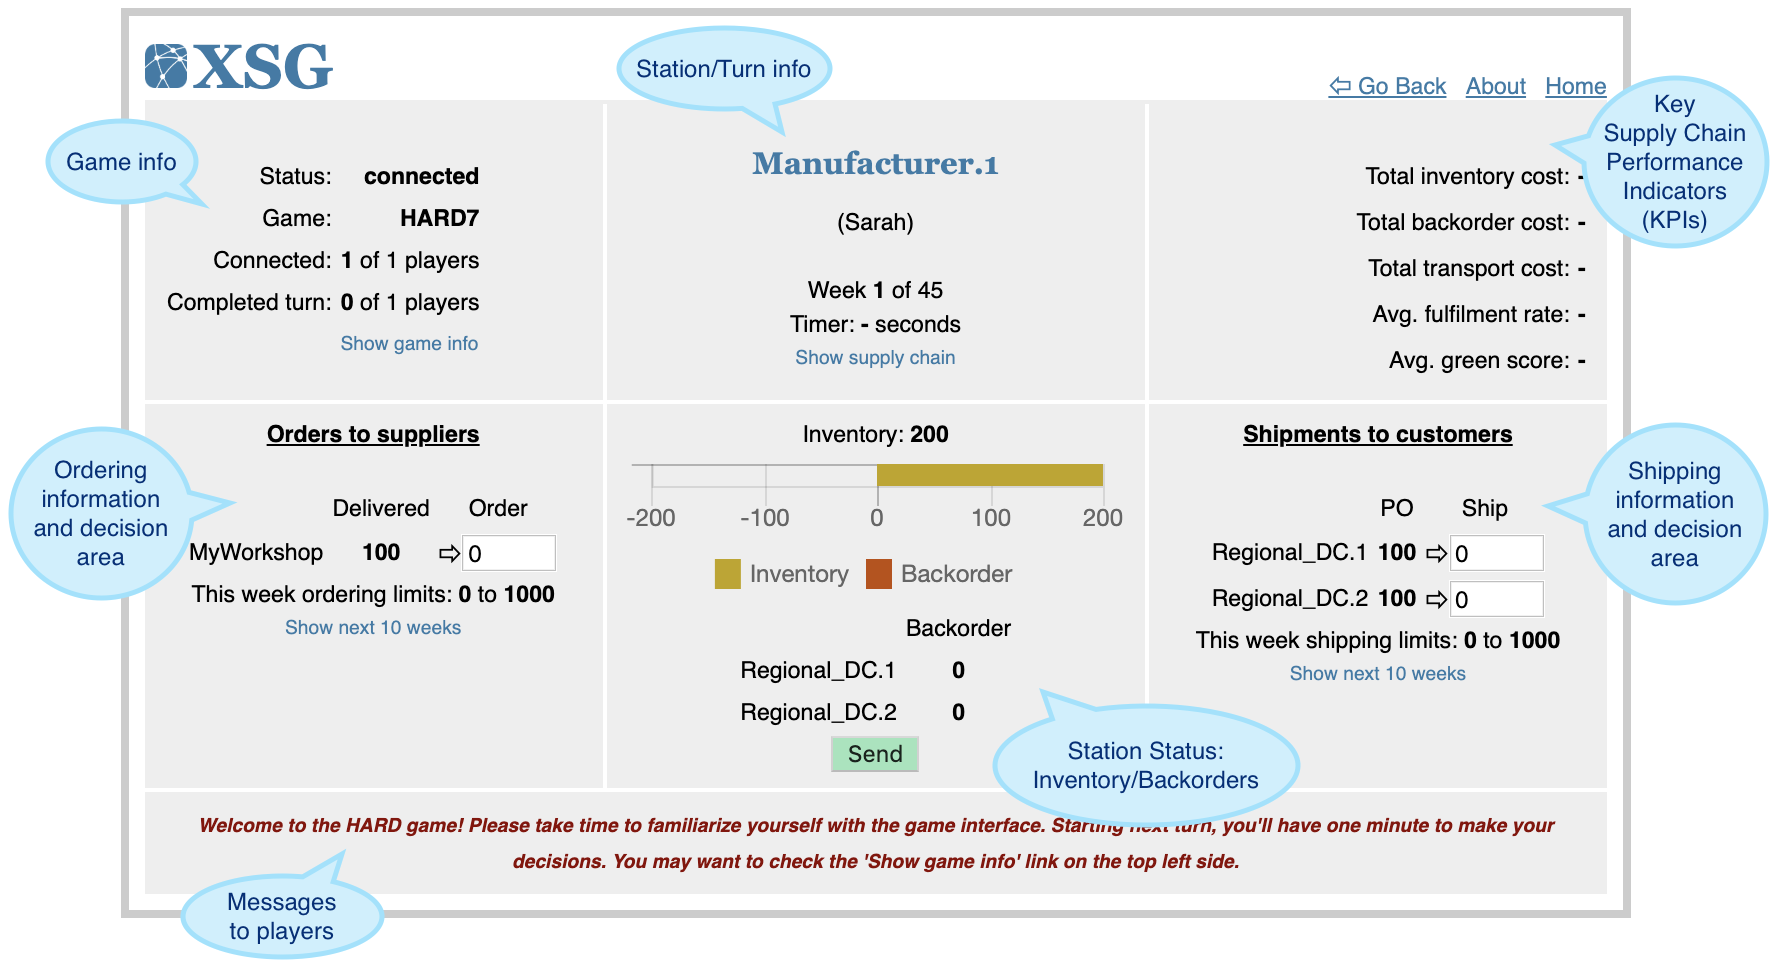 XSG
Station/Turn info
⇦ Go Back About Home
Key
Supply Chain
Performance
Indicators
(KPIs)
Game info
Status: connected
Game: HARD7
Connected: 1 of 1 players
Completed turn: 0 of 1 players
Show game info
Manufacturer.1
(Sarah)
Week 1 of 45
Timer: - seconds
Show supply chain
Total inventory cost: -
Total backorder cost: -
Total transport cost: -
Avg. fulfilment rate: -
Avg. green score: -
Ordering
information
and decision
area
Orders to suppliers
Delivered Order
MyWorkshop 100 ⇨ 0
This week ordering limits: 0 to 1000
Show next 10 weeks
Inventory: 200
-200 -100 0 100 200
Inventory Backorder
Backorder
Regional_DC.1 0
Regional_DC.2 0
Send
Station Status:
Inventory/Backorders
Shipments to customers
PO Ship
Regional_DC.1 100 ⇨ 0
Regional_DC.2 100 ⇨ 0
This week shipping limits: 0 to 1000
Show next 10 weeks
Shipping
information
and decision
area
Welcome to the HARD game! Please take time to familiarize yourself with the game interface. Starting next turn, you'll have one minute to make your
decisions. You may want to check the 'Show game info' link on the top left side.
Messages
to players